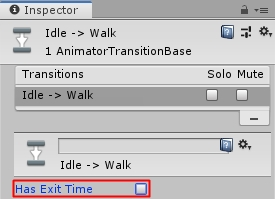 Inspector
Idle -> Walk
1 AnimatorTransitionBase
Transitions Solo Mute
Idle -> Walk
Idle -> Walk
Has Exit Time